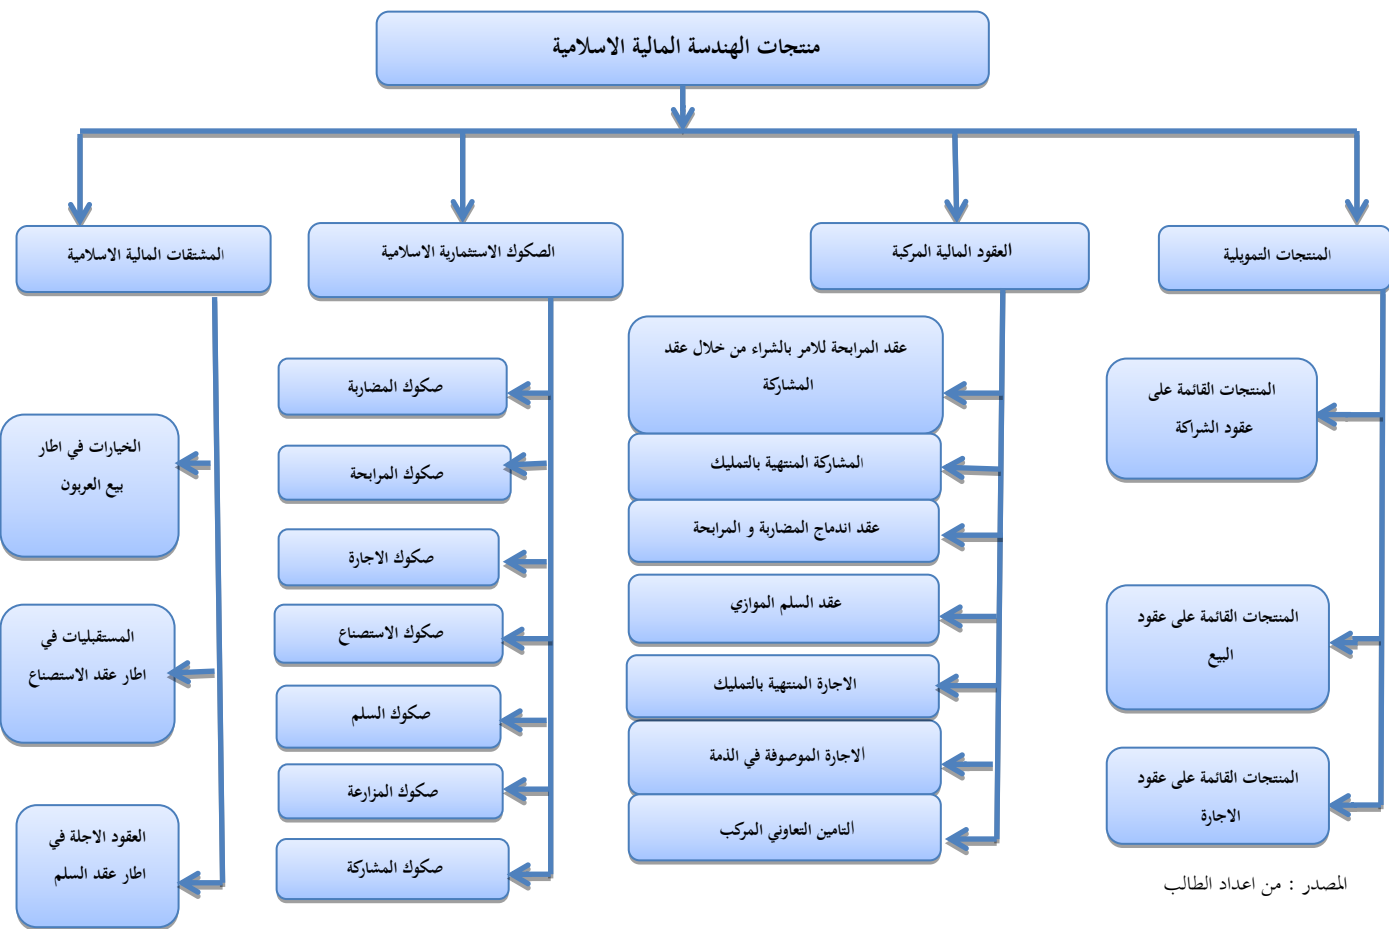 منتجات الهندسة المالية الاسلامية
المنتجات التمويلية
العقود المالية المركبة
الصكوك الاستثمارية الاسلامية
المشتقات المالية الاسلامية
المنتجات القائمة على
عقود الشراكة
المنتجات القائمة على عقود
البيع
المنتجات القائمة على عقود
الاجارة
عقد المرابحة للامر بالشراء من خلال عقد
المشاركة
المشاركة المنتهية بالتمليك
عقد اندماج المضاربة و المرابحة
عقد السلم الموازي
الاجارة المنتهية بالتمليك
الاجارة الموصوفة في الذمة
التامين التعاوني المركب
صكوك المضاربة
صكوك المرابحة
صكوك الاجارة
صكوك الاستصناع
صكوك السلم
صكوك المزارعة
صكوك المشاركة
الخيارات في اطار
بيع العربون
المستقبليات في
اطار عقد الاستصناع
العقود الاجلة في
اطار عقد السلم
المصدر : من اعداد الطالب